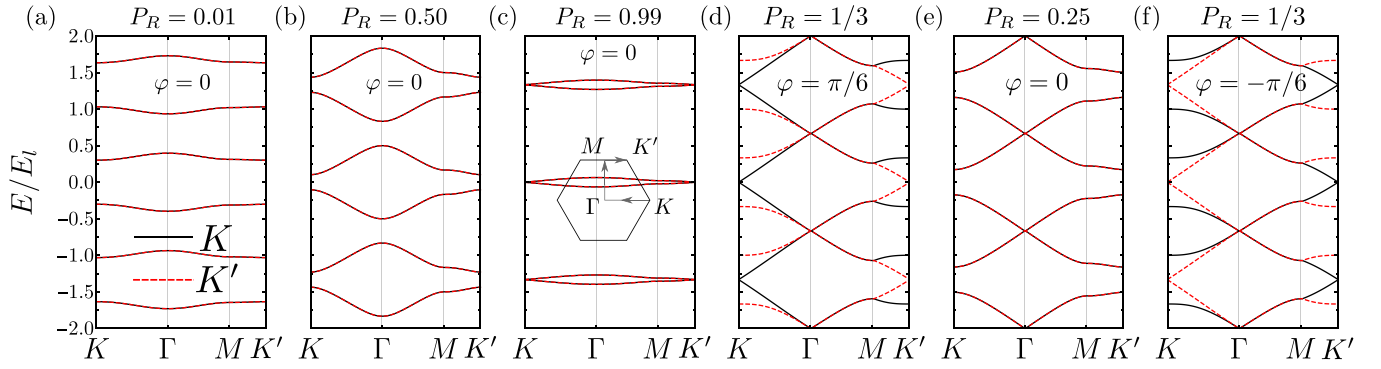 (a) P_R = 0.01 (b) P_R = 0.50 (c) P_R = 0.99 (d) P_R = 1/3 (e) P_R = 0.25 (f) P_R = 1/3
2.0
φ = 0 φ = 0 φ = 0 φ = π/6 φ = 0 φ = −π/6
1.5
1.0
0.5
0.0
−0.5
−1.0
−1.5
−2.0
E/E_l
K
K′
M K′
Γ K
K Γ M K′ K Γ M K′ K Γ M K′ K Γ M K′ K Γ M K′ K Γ M K′